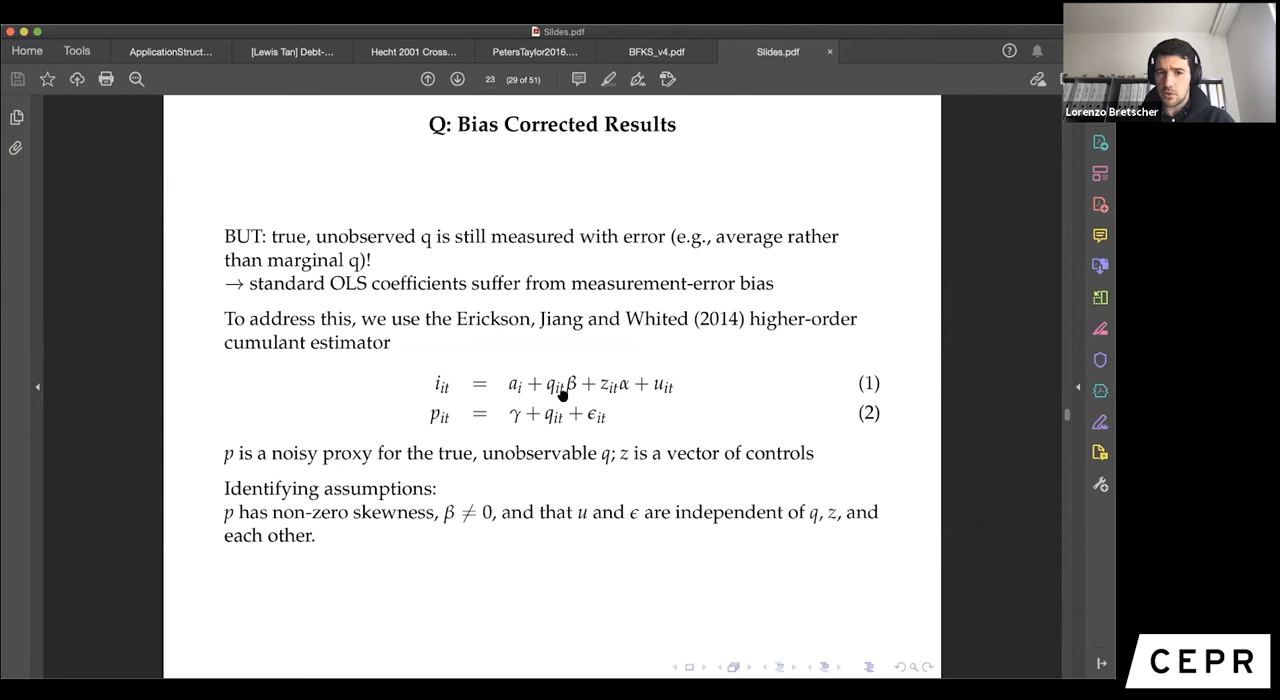 Slides.pdf
Home Tools ApplicationStruct... [Lewis Tan] Debt-... Hecht 2001 Cross... PetersTaylor2016.... BFKS_v4.pdf Slides.pdf ×
23 (29 of 51)
Lorenzo Bretscher
Q: Bias Corrected Results
BUT: true, unobserved q is still measured with error (e.g., average rather
than marginal q)!
→ standard OLS coefficients suffer from measurement-error bias
To address this, we use the Erickson, Jiang and Whited (2014) higher-order
cumulant estimator
i_it = a_i + q_it β + z_it α + u_it (1)
p_it = γ + q_it + ϵ_it (2)
p is a noisy proxy for the true, unobservable q; z is a vector of controls
Identifying assumptions:
p has non-zero skewness, β ≠ 0, and that u and ϵ are independent of q, z, and
each other.
CEPR